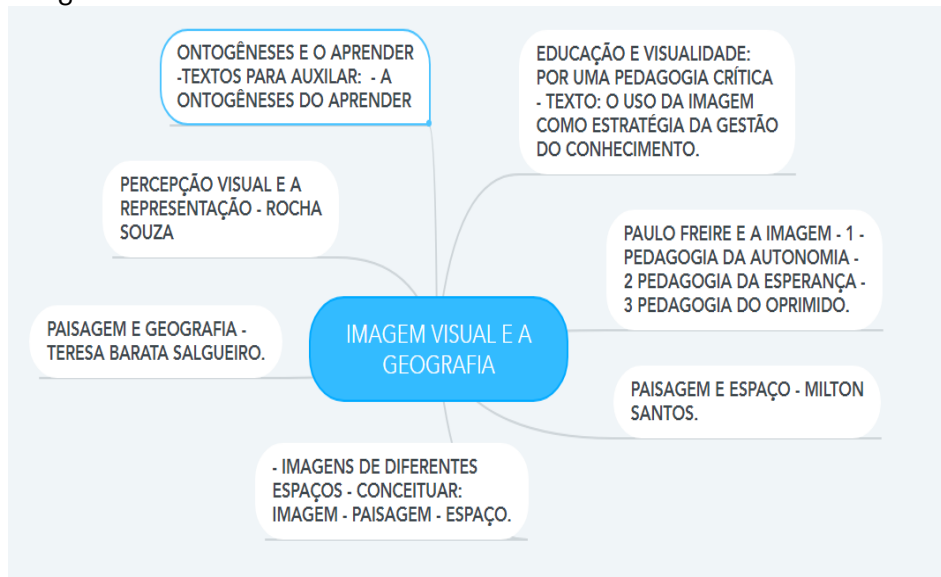 ONTOGÊNESES E O APRENDER
-TEXTOS PARA AUXILIAR: - A
ONTOGÊNESES DO APRENDER
EDUCAÇÃO E VISUALIDADE:
POR UMA PEDAGOGIA CRÍTICA
- TEXTO: O USO DA IMAGEM
COMO ESTRATÉGIA DA GESTÃO
DO CONHECIMENTO.
PERCEPÇÃO VISUAL E A
REPRESENTAÇÃO - ROCHA
SOUZA
PAULO FREIRE E A IMAGEM - 1 -
PEDAGOGIA DA AUTONOMIA -
2 PEDAGOGIA DA ESPERANÇA -
3 PEDAGOGIA DO OPRIMIDO.
PAISAGEM E GEOGRAFIA -
TERESA BARATA SALGUEIRO.
IMAGEM VISUAL E A
GEOGRAFIA
PAISAGEM E ESPAÇO - MILTON
SANTOS.
- IMAGENS DE DIFERENTES
ESPAÇOS - CONCEITUAR:
IMAGEM - PAISAGEM - ESPAÇO.